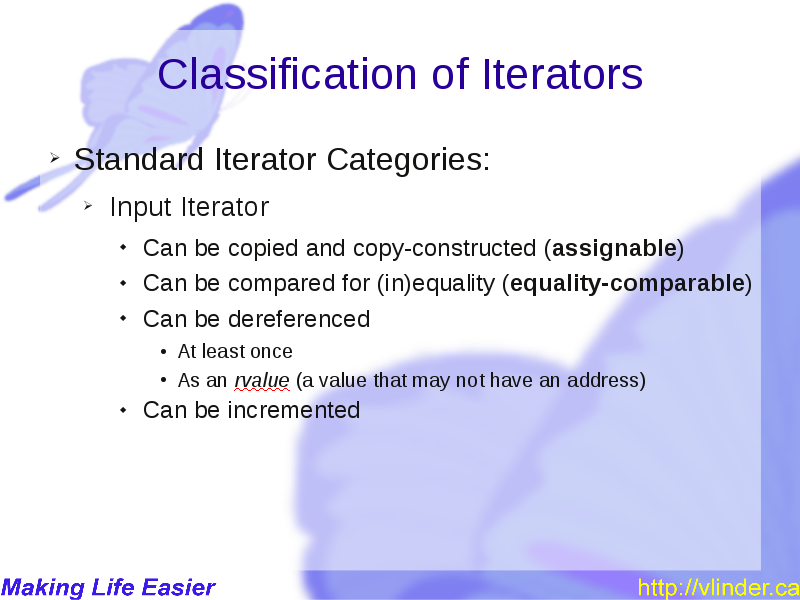 Classification of Iterators
Standard Iterator Categories:
Input Iterator
Can be copied and copy-constructed (assignable)
Can be compared for (in)equality (equality-comparable)
Can be dereferenced
At least once
As an rvalue (a value that may not have an address)
Can be incremented
Making Life Easier
http://vlinder.ca